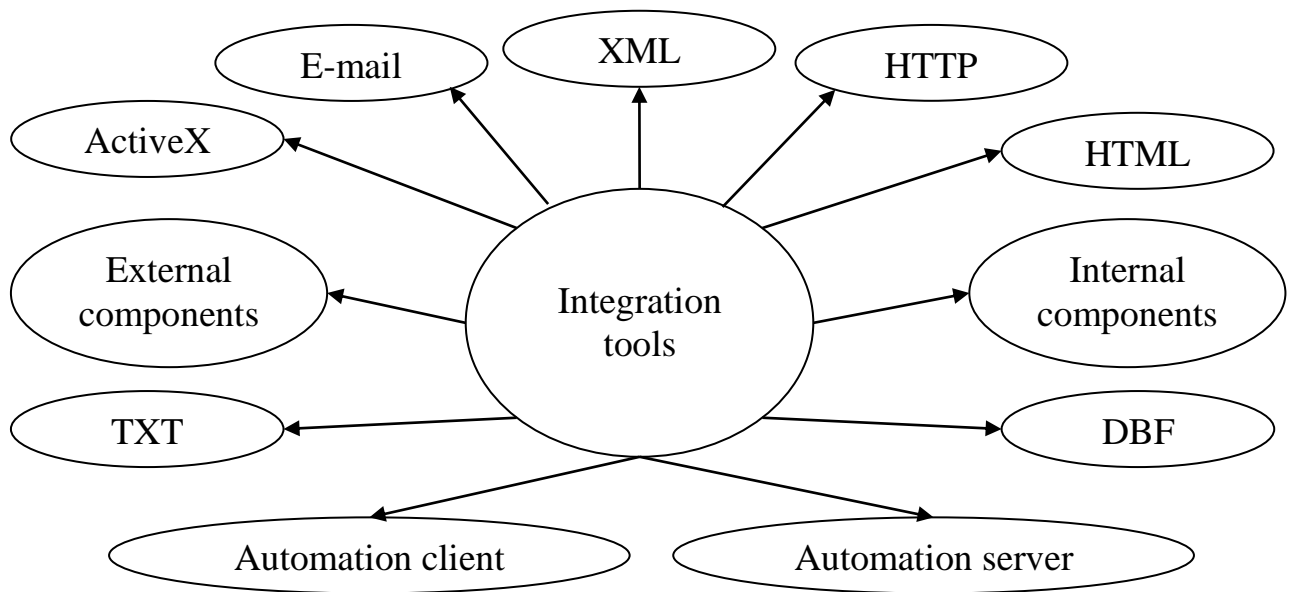 XML
E-mail
HTTP
ActiveX
HTML
External
components
Integration
tools
Internal
components
TXT
DBF
Automation client
Automation server